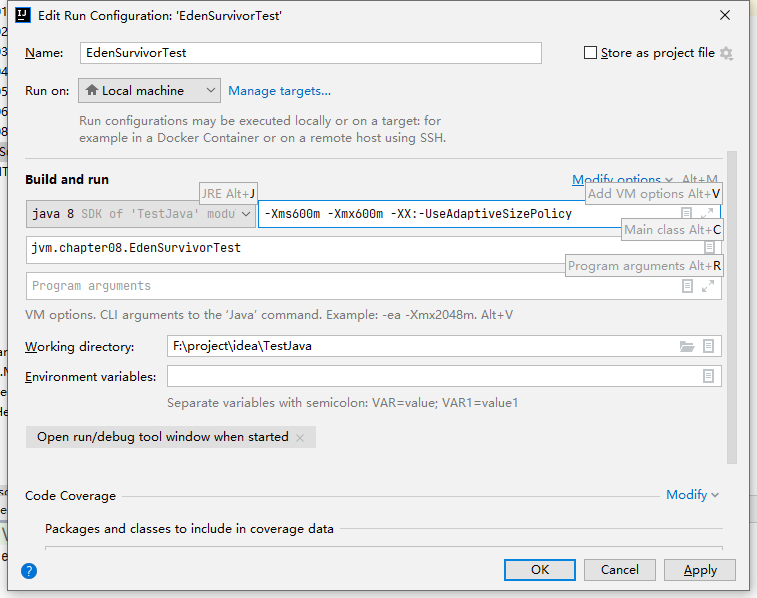 Edit Run Configuration: 'EdenSurvivorTest'
Name: EdenSurvivorTest Store as project file
Run on: Local machine Manage targets...
Run configurations may be executed locally or on a target: for
example in a Docker Container or on a remote host using SSH.
Build and run Modify options Alt+M
JRE Alt+J Add VM options Alt+V
java 8 SDK of 'TestJava' modu -Xms600m -Xmx600m -XX:-UseAdaptiveSizePolicy
Main class Alt+C
jvm.chapter08.EdenSurvivorTest
Program arguments Alt+R
Program arguments
VM options. CLI arguments to the 'Java' command. Example: -ea -Xmx2048m. Alt+V
Working directory: F:\project\idea\TestJava
Environment variables:
Separate variables with semicolon: VAR=value; VAR1=value1
Open run/debug tool window when started
Code Coverage Modify
Packages and classes to include in coverage data
? OK Cancel Apply